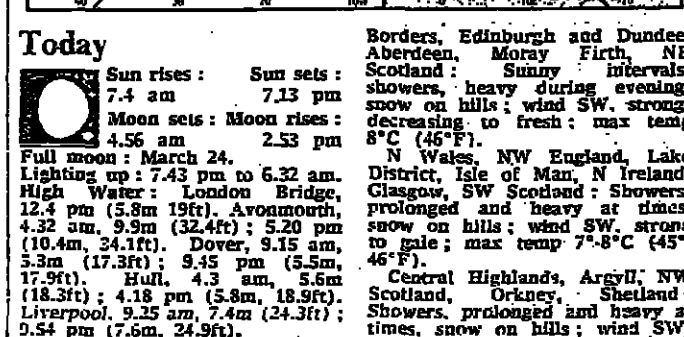 Today
Sun rises : Sun sets :
7.4 am 7.13 pm
Moon sets : Moon rises :
4.56 am 2.53 pm
Full moon : March 24.
Lighting up : 7.43 pm to 6.32 am.
High Water : London Bridge,
12.4 pm (5.8m 19ft). Avonmouth,
4.32 am, 9.9m (32.4ft) ; 5.20 pm
(10.4m, 34.1ft). Dover, 9.15 am,
5.3m (17.3ft) ; 9.45 pm (5.5m,
17.9ft). Hull, 4.3 am, 5.6m
(18.3ft) ; 4.18 pm (5.8m, 18.9ft).
Liverpool, 9.25 am, 7.4m (24.3ft) ;
9.54 pm (7.6m, 24.9ft).
Borders, Edinburgh and Dundee
Aberdeen, Moray Firth, NE
Scotland : Sunny intervals
showers, heavy during evening
snow on hills ; wind SW, strong
decreasing to fresh ; max temp
8°C (46°F).
N Wales, NW England, Lake
District, Isle of Man, N Ireland
Glasgow, SW Scotland : Showers
prolonged and heavy at times
snow on hills ; wind SW, strong
to gale ; max temp 7°-8°C (45°
46°F).
Central Highlands, Argyll, NW
Scotland, Orkney, Shetland
Showers, prolonged and heavy a
times, snow on hills ; wind SW